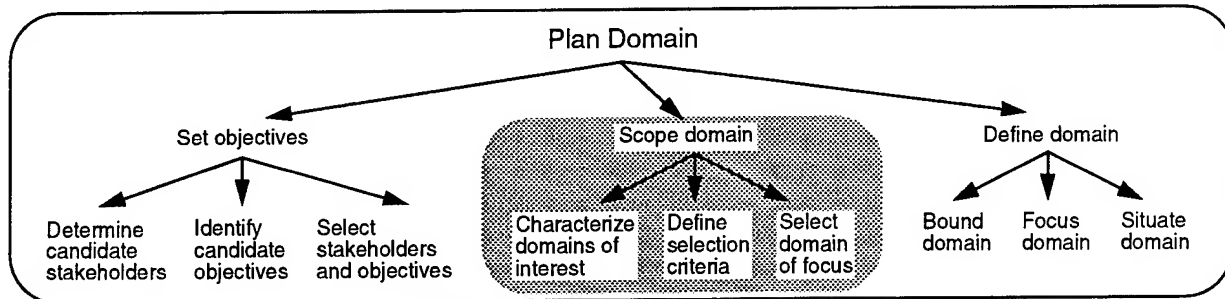 Plan Domain
Set objectives
Scope domain
Define domain
Determine
candidate
stakeholders
Identify
candidate
objectives
Select
stakeholders
and objectives
Characterize
domains of
interest
Define
selection
criteria
Select
domain
of focus
Bound
domain
Focus
domain
Situate
domain